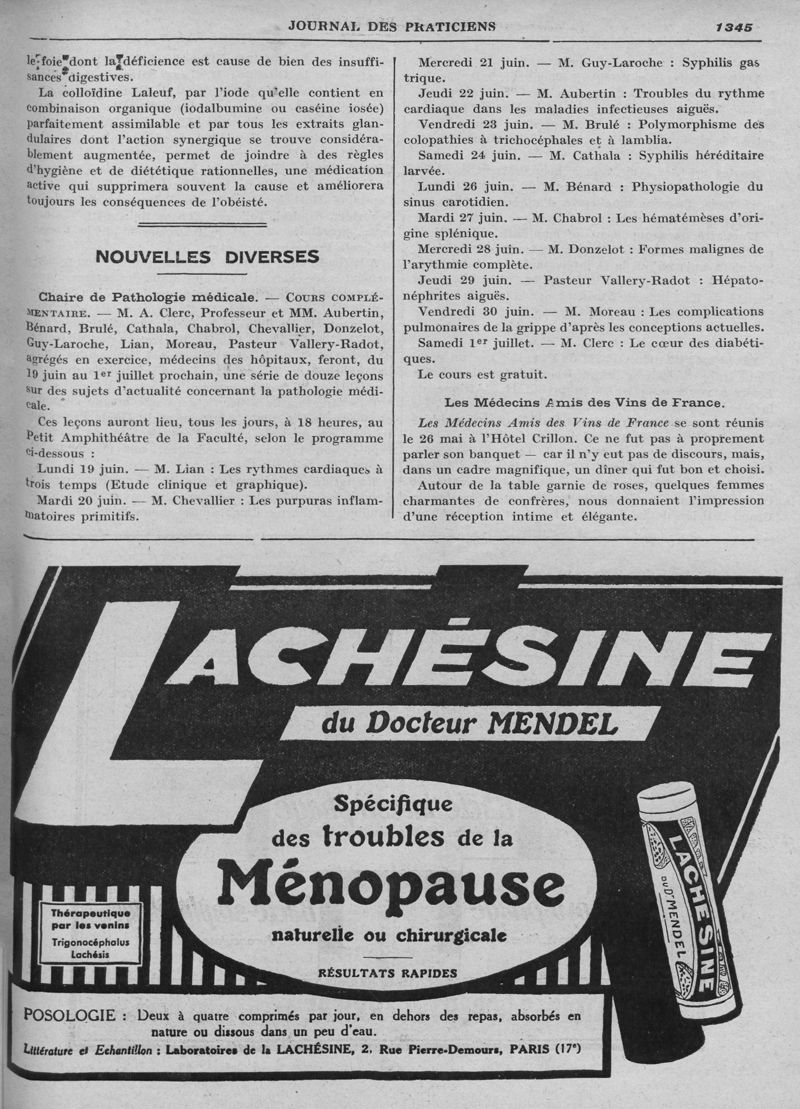 JOURNAL DES PRATICIENS 1345
le foie dont la déficience est cause de bien des insuffi-
sances digestives.
La colloïdine Laleuf, par l'iode qu'elle contient en
combinaison organique (iodalbumine ou caséine iosée)
parfaitement assimilable et par tous les extraits glan-
dulaires dont l'action synergique se trouve considéra-
blement augmentée, permet de joindre à des règles
d'hygiène et de diététique rationnelles, une médication
active qui supprimera souvent la cause et améliorera
toujours les conséquences de l'obéisté.
NOUVELLES DIVERSES
Chaire de Pathologie médicale. — COURS COMPLÉ-
MENTAIRE. — M. A. Clerc, Professeur et MM. Aubertin,
Bénard, Brulé, Cathala, Chabrol, Chevallier, Donzelot,
Guy-Laroche, Lian, Moreau, Pasteur Vallery-Radot,
agrégés en exercice, médecins des hôpitaux, feront, du
19 juin au 1er juillet prochain, une série de douze leçons
sur des sujets d'actualité concernant la pathologie médi-
cale.
Ces leçons auront lieu, tous les jours, à 18 heures, au
Petit Amphithéâtre de la Faculté, selon le programme
ci-dessous :
Lundi 19 juin. — M. Lian : Les rythmes cardiaques à
trois temps (Etude clinique et graphique).
Mardi 20 juin. — M. Chevallier : Les purpuras inflam-
matoires primitifs.
Mercredi 21 juin. — M. Guy-Laroche : Syphilis gas
trique.
Jeudi 22 juin. — M. Aubertin : Troubles du rythme
cardiaque dans les maladies infectieuses aiguës.
Vendredi 23 juin. — M. Brulé : Polymorphisme des
colopathies à trichocéphales et à lamblia.
Samedi 24 juin. — M. Cathala : Syphilis héréditaire
larvée.
Lundi 26 juin. — M. Bénard : Physiopathologie du
sinus carotidien.
Mardi 27 juin. — M. Chabrol : Les hématémèses d'ori-
gine splénique.
Mercredi 28 juin. — M. Donzelot : Formes malignes de
l'arythmie complète.
Jeudi 29 juin. — Pasteur Vallery-Radot : Hépato-
néphrites aiguës.
Vendredi 30 juin. — M. Moreau : Les complications
pulmonaires de la grippe d'après les conceptions actuelles.
Samedi 1er juillet. — M. Clerc : Le cœur des diabéti-
ques.
Le cours est gratuit.
Les Médecins Amis des Vins de France.
Les Médecins Amis des Vins de France se sont réunis
le 26 mai à l'Hôtel Crillon. Ce ne fut pas à proprement
parler son banquet — car il n'y eut pas de discours, mais,
dans un cadre magnifique, un dîner qui fut bon et choisi.
Autour de la table garnie de roses, quelques femmes
charmantes de confrères, nous donnaient l'impression
d'une réception intime et élégante.
LACHÉSINE
du Docteur MENDEL
Spécifique
des troubles de la
Ménopause
naturelle ou chirurgicale
RÉSULTATS RAPIDES
Thérapeutique
par les venins
Trigonocéphalus
Lachésis
LACHÉSINE
DU Dr MENDEL
POSOLOGIE : Deux à quatre comprimés par jour, en dehors des repas, absorbés en
nature ou dissous dans un peu d'eau.
Littérature et Echantillon : Laboratoires de la LACHÉSINE, 2, Rue Pierre-Demours, PARIS (17e)